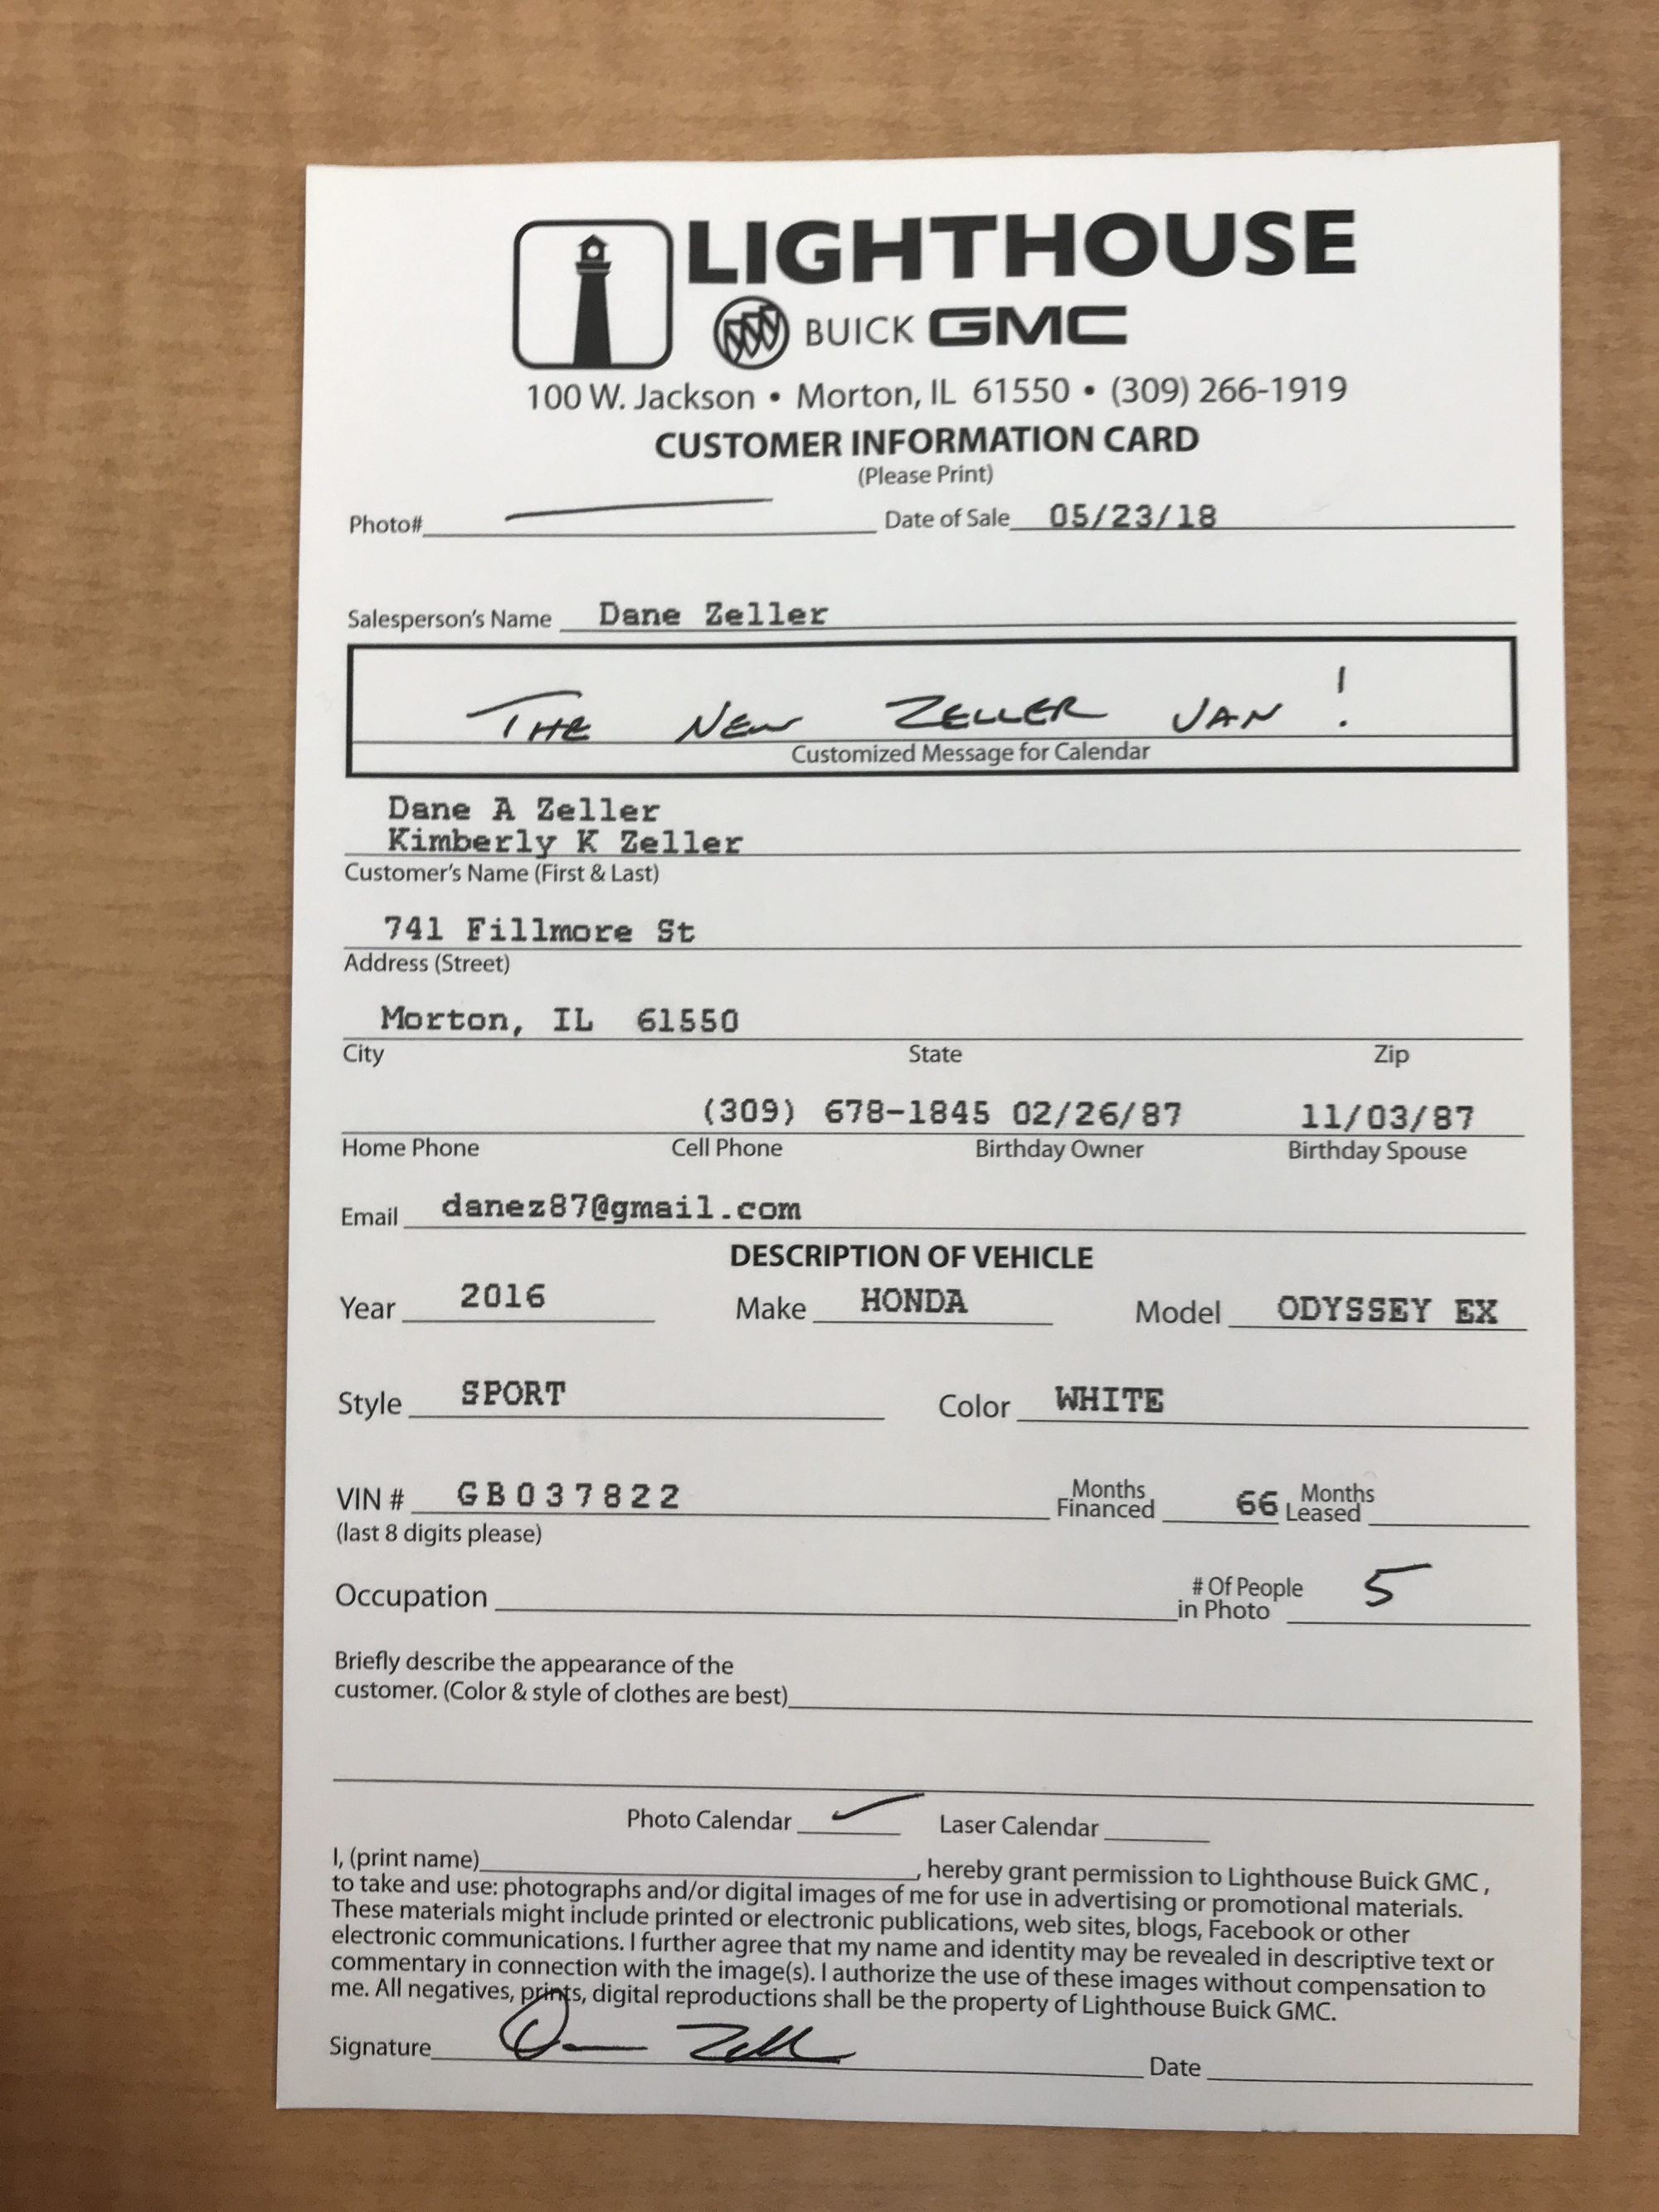 LIGHTHOUSE
BUICK GMC
100 W. Jackson • Morton, IL 61550 • (309) 266-1919
CUSTOMER INFORMATION CARD
(Please Print)
Photo# Date of Sale 05/23/18
Salesperson's Name Dane Zeller
THE NEW ZELLER VAN!
Customized Message for Calendar
Dane A Zeller
Kimberly K Zeller
Customer's Name (First & Last)
741 Fillmore St
Address (Street)
Morton, IL 61550
City State Zip
(309) 678-1845 02/26/87 11/03/87
Home Phone Cell Phone Birthday Owner Birthday Spouse
Email danez87@gmail.com
DESCRIPTION OF VEHICLE
Year 2016 Make HONDA Model ODYSSEY EX
Style SPORT Color WHITE
VIN # GB037822 Months Financed 66 Months Leased
(last 8 digits please)
Occupation # Of People in Photo 5
Briefly describe the appearance of the
customer. (Color & style of clothes are best)
Photo Calendar ✓ Laser Calendar
I, (print name) , hereby grant permission to Lighthouse Buick GMC,
to take and use: photographs and/or digital images of me for use in advertising or promotional materials.
These materials might include printed or electronic publications, web sites, blogs, Facebook or other
electronic communications. I further agree that my name and identity may be revealed in descriptive text or
commentary in connection with the image(s). I authorize the use of these images without compensation to
me. All negatives, prints, digital reproductions shall be the property of Lighthouse Buick GMC.
Signature Dane Zeller Date